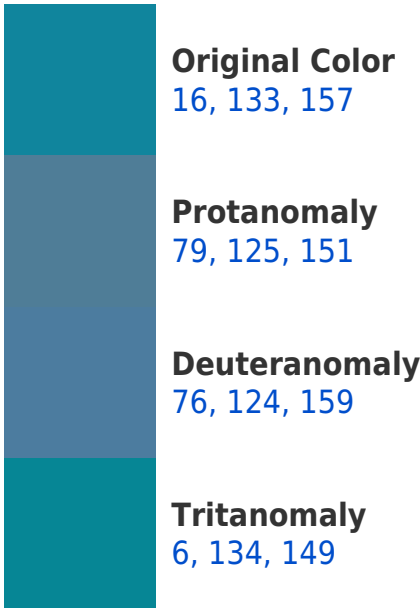 Original Color
16, 133, 157
Protanomaly
79, 125, 151
Deuteranomaly
76, 124, 159
Tritanomaly
6, 134, 149